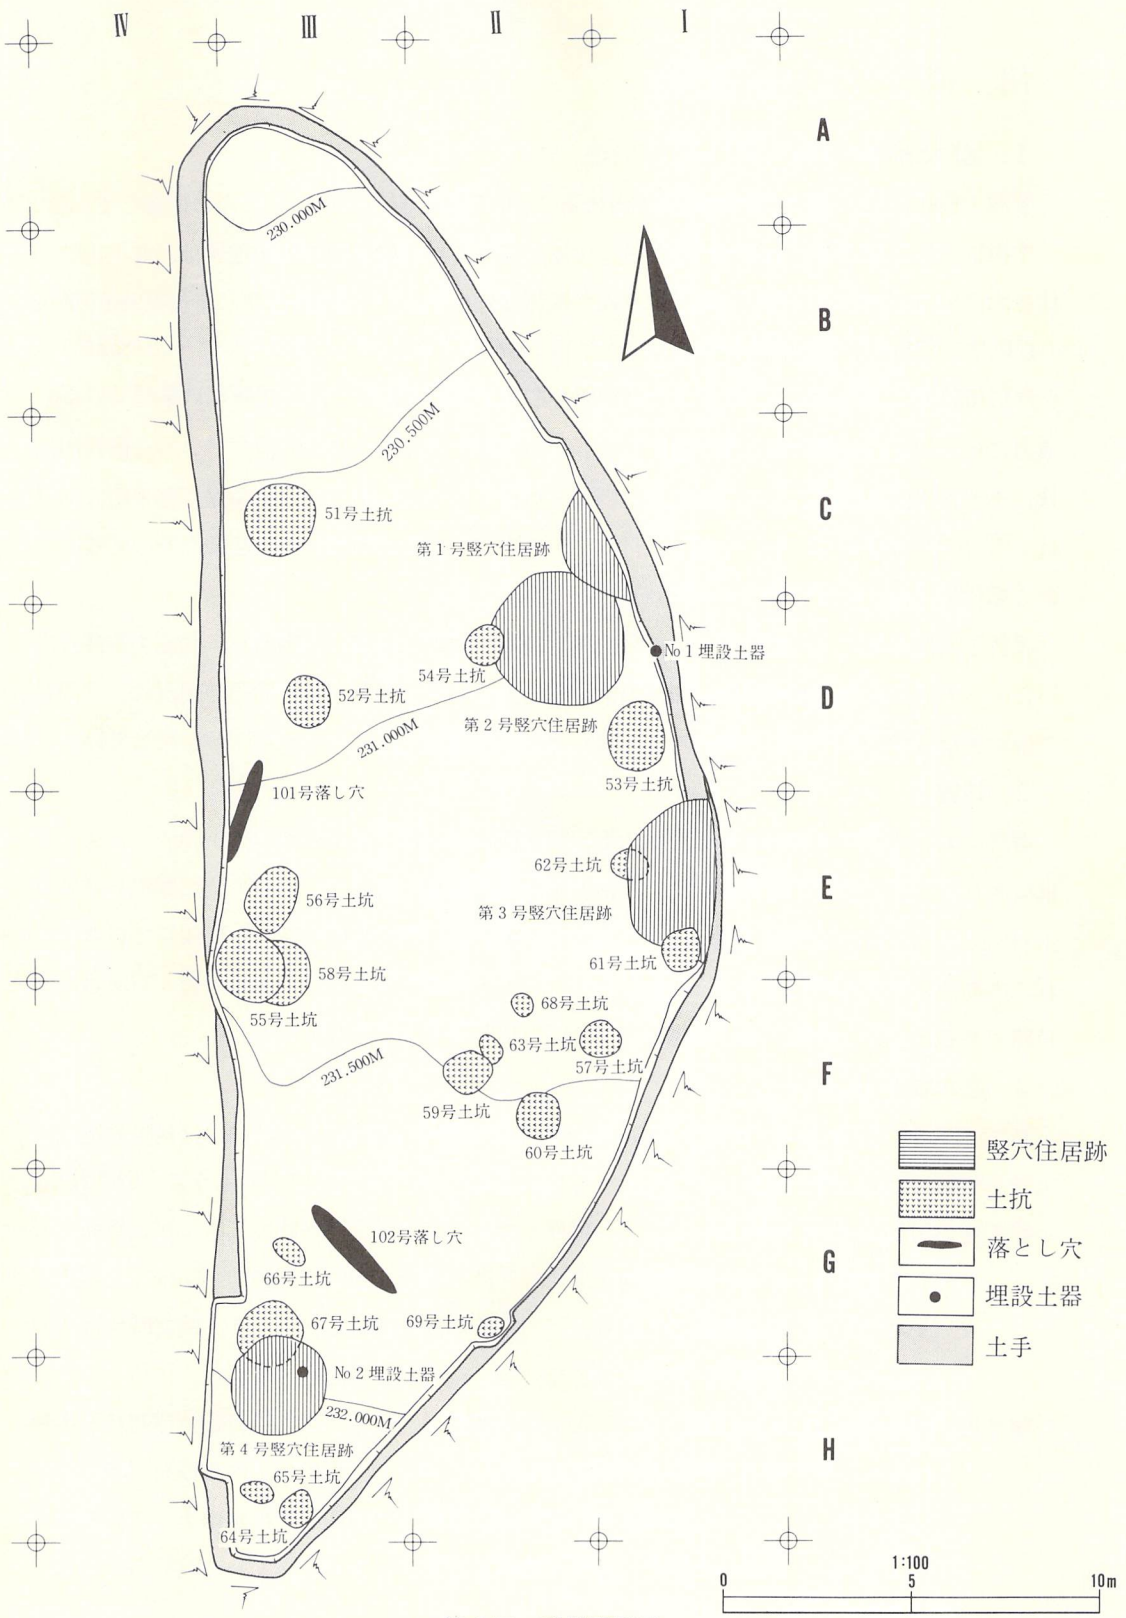 Ⅳ Ⅲ Ⅱ Ⅰ
A
230.000M
B
230.500M
C
51号土抗
第1号竪穴住居跡
No1埋設土器
54号土抗
52号土抗
D
第2号竪穴住居跡
231.000M
53号土抗
101号落し穴
62号土坑
E
56号土坑
第3号竪穴住居跡
61号土坑
58号土坑
68号土坑
55号土坑
63号土坑
57号土坑
231.500M
F
59号土坑
60号土坑
竪穴住居跡
土抗
102号落し穴
落とし穴
G
66号土坑
埋設土器
67号土坑
69号土坑
土手
No2埋設土器
232.000M
第4号竪穴住居跡
H
65号土坑
64号土坑
1:100
0 5 10m